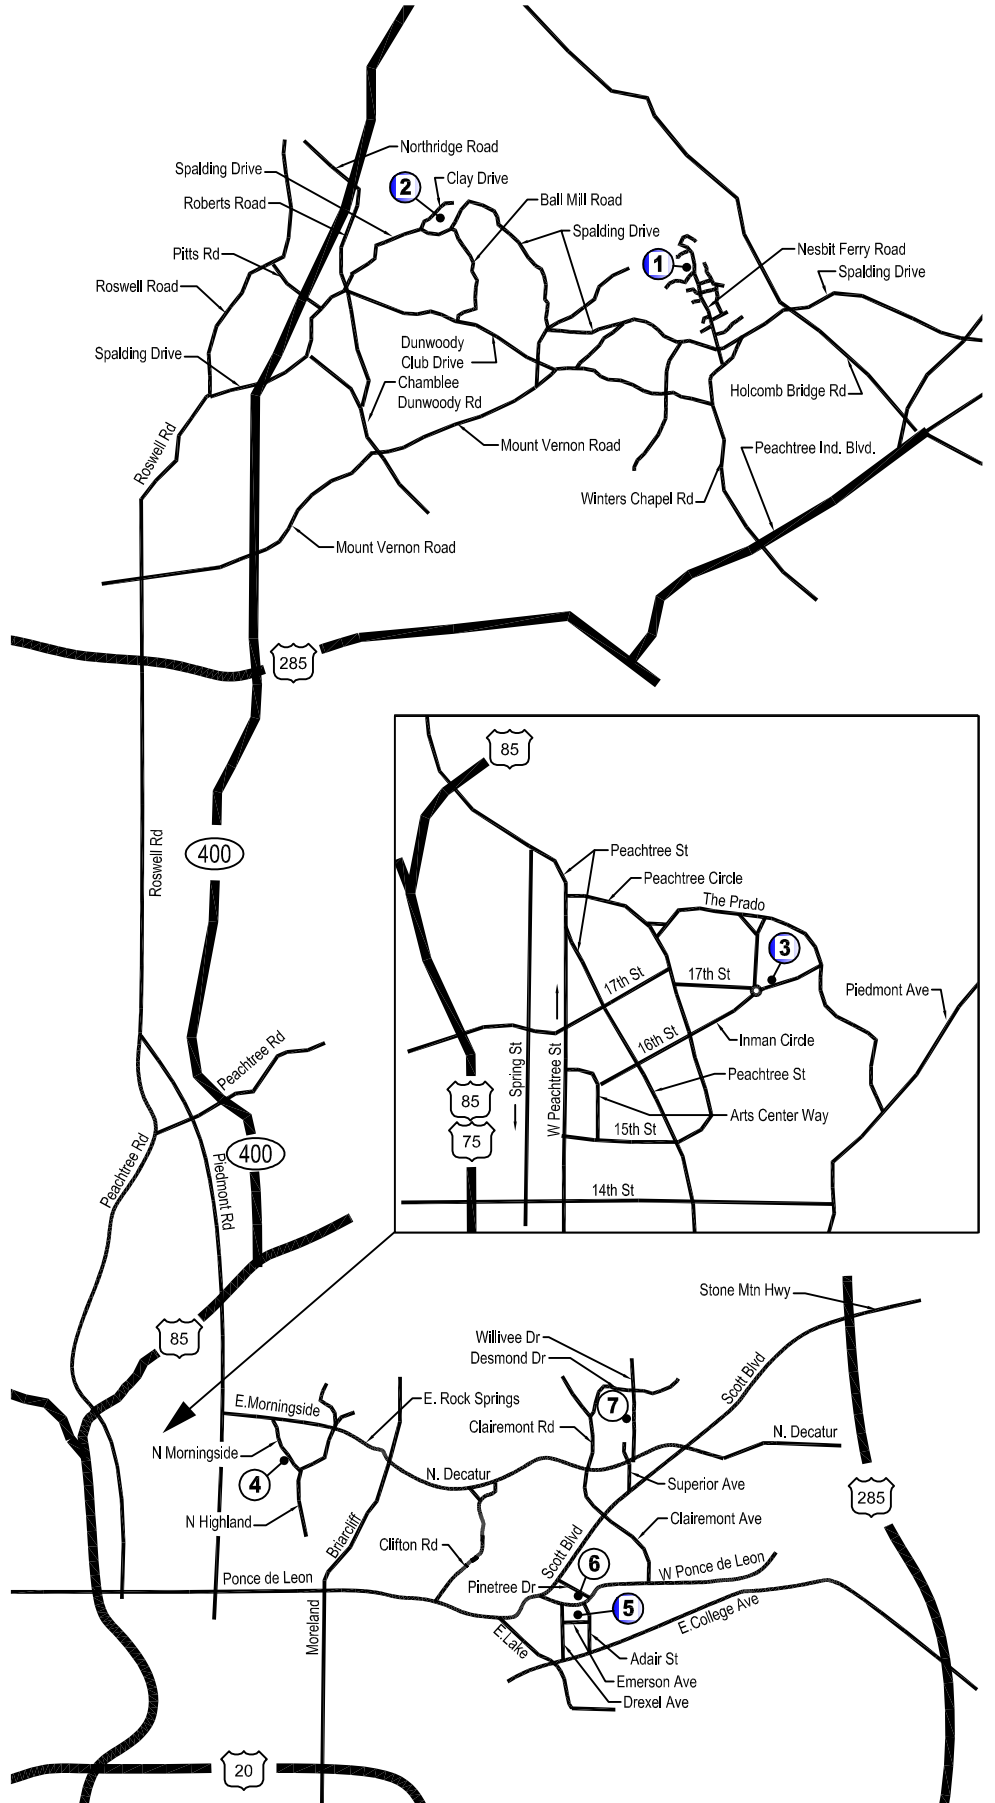 Northridge Road
Spalding Drive
2
Clay Drive
Roberts Road
Ball Mill Road
Spalding Drive
Pitts Rd
1
Nesbit Ferry Road
Spalding Drive
Roswell Road
Dunwoody
Club Drive
Spalding Drive
Chamblee
Dunwoody Rd
Holcomb Bridge Rd
Roswell Rd
Mount Vernon Road
Peachtree Ind. Blvd.
Winters Chapel Rd
Mount Vernon Road
285
85
Roswell Rd
400
Peachtree St
Peachtree Circle
The Prado
3
17th St
17th St
Piedmont Ave
16th St
Inman Circle
Spring St
W Peachtree St
Peachtree St
85
Arts Center Way
75
15th St
14th St
Peachtree Rd
Peachtree Rd
400
Piedmont Rd
85
Stone Mtn Hwy
Willivee Dr
Desmond Dr
Scott Blvd
E.Morningside
E. Rock Springs
7
Clairemont Rd
N. Decatur
N Morningside
N. Decatur
4
Superior Ave
285
N Highland
Briarcliff
Clairemont Ave
Clifton Rd
Scott Blvd
6
W Ponce de Leon
Ponce de Leon
Pinetree Dr
5
Moreland
E.Lake
E.College Ave
Adair St
Emerson Ave
Drexel Ave
20